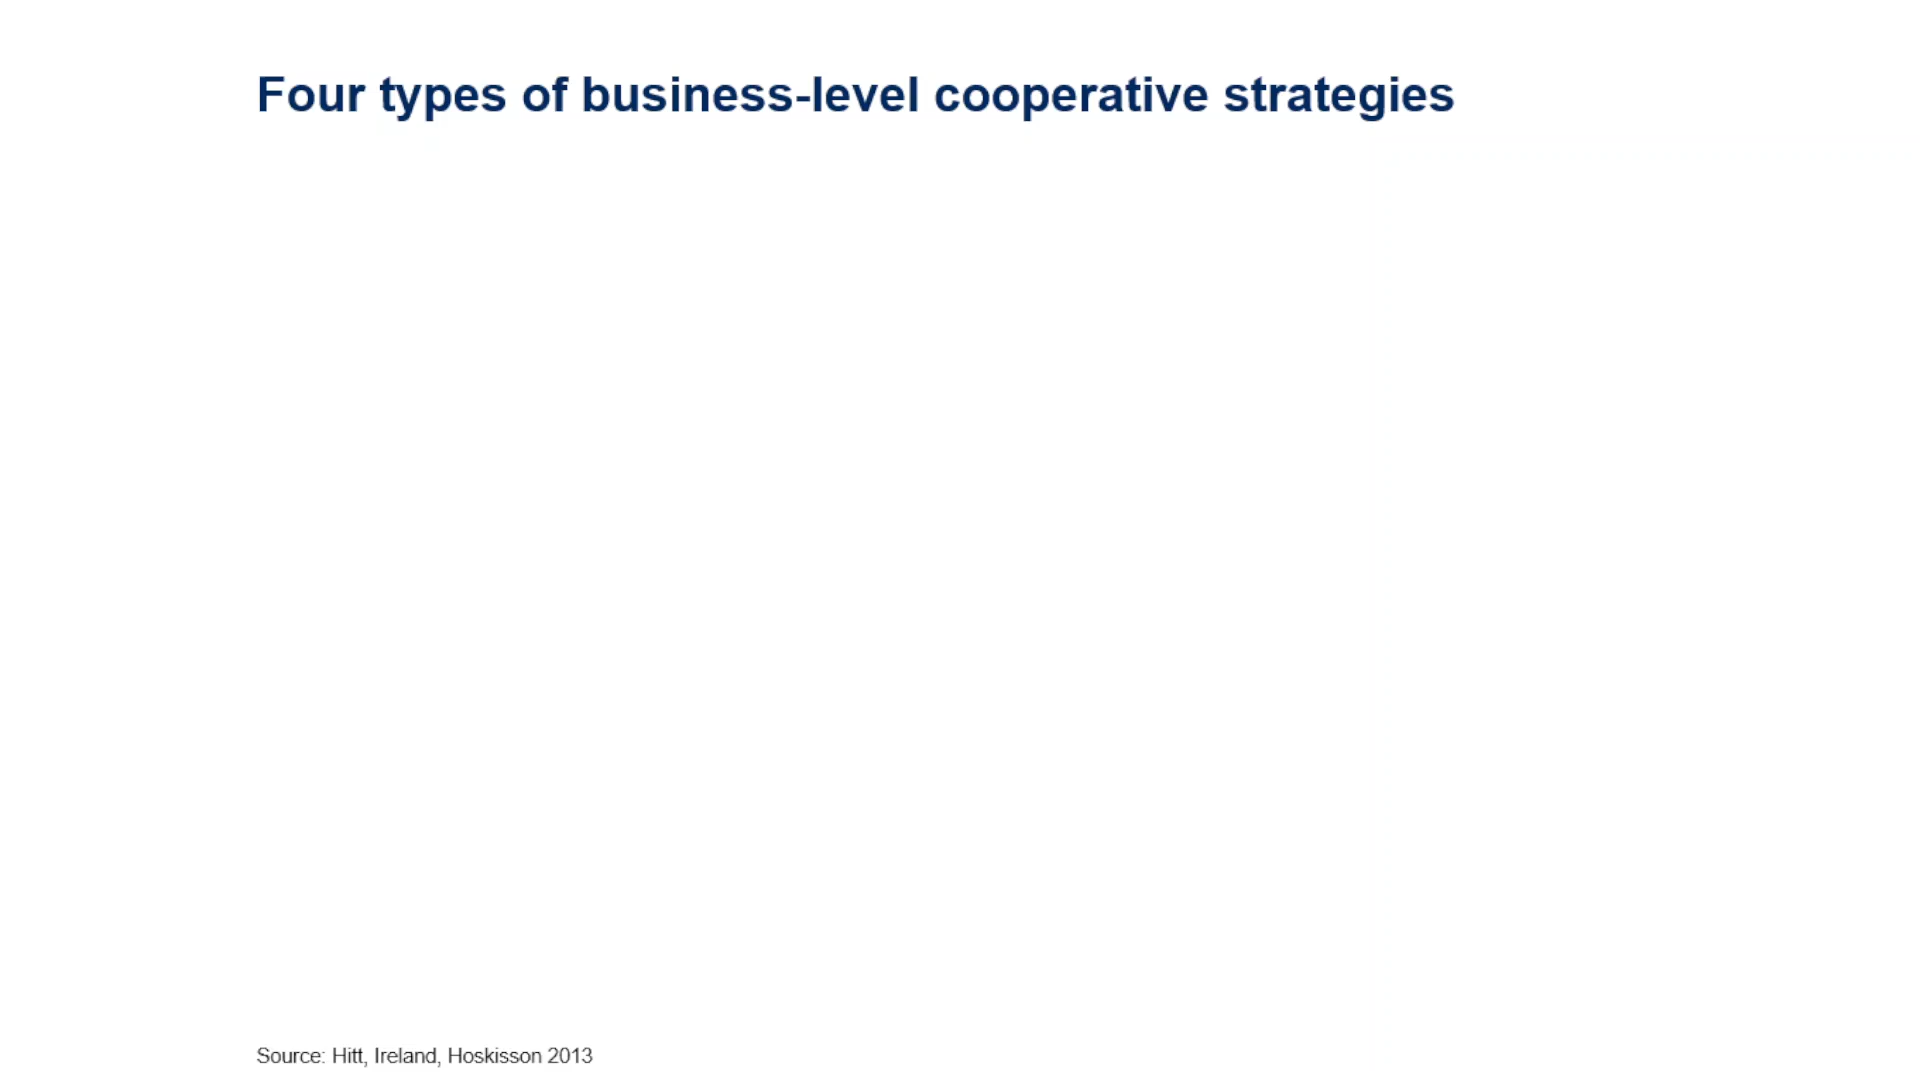 Four types of business-level cooperative strategies
Source: Hitt, Ireland, Hoskisson 2013